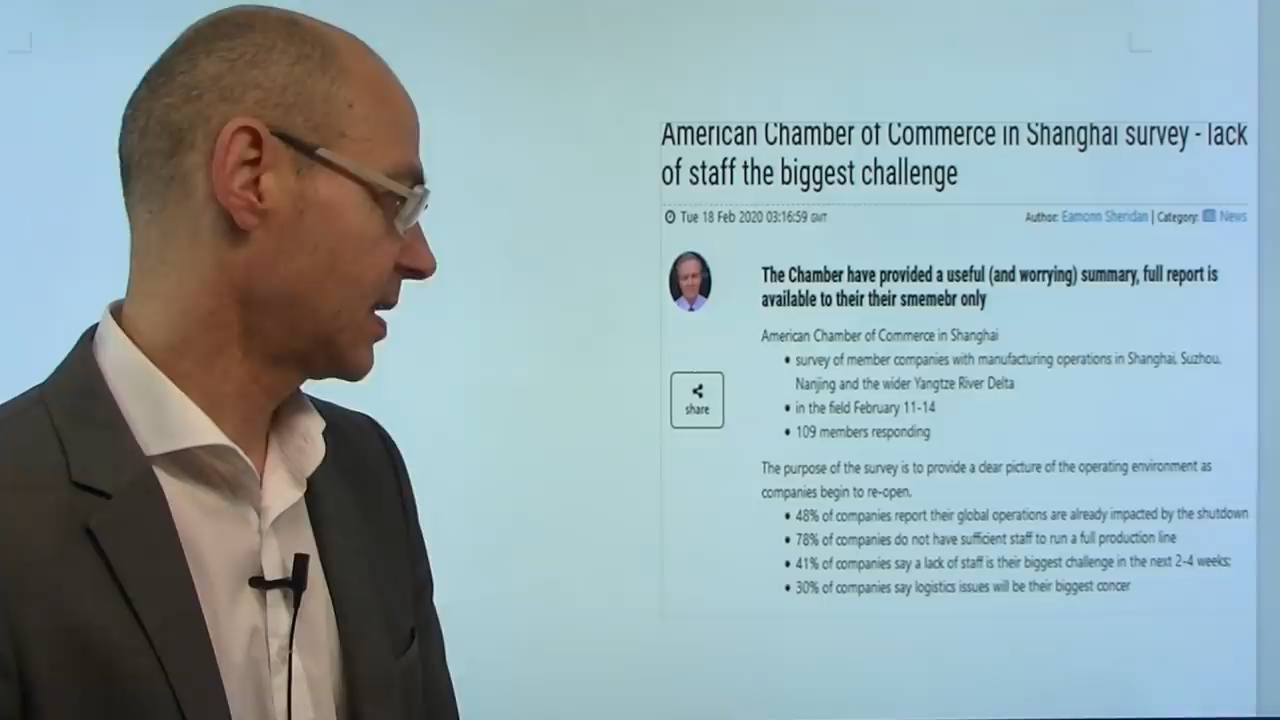 American Chamber of Commerce in Shanghai survey - lack
of staff the biggest challenge
Tue 18 Feb 2020 03:16:59 GMT
Author: Eamonn Sheridan | Category: News
The Chamber have provided a useful (and worrying) summary, full report is
available to their their smemebr only
American Chamber of Commerce in Shanghai
• survey of member companies with manufacturing operations in Shanghai, Suzhou,
Nanjing and the wider Yangtze River Delta
• in the field February 11-14
• 109 members responding
share
The purpose of the survey is to provide a clear picture of the operating environment as
companies begin to re-open.
• 48% of companies report their global operations are already impacted by the shutdown
• 78% of companies do not have sufficient staff to run a full production line
• 41% of companies say a lack of staff is their biggest challenge in the next 2-4 weeks;
• 30% of companies say logistics issues will be their biggest concer